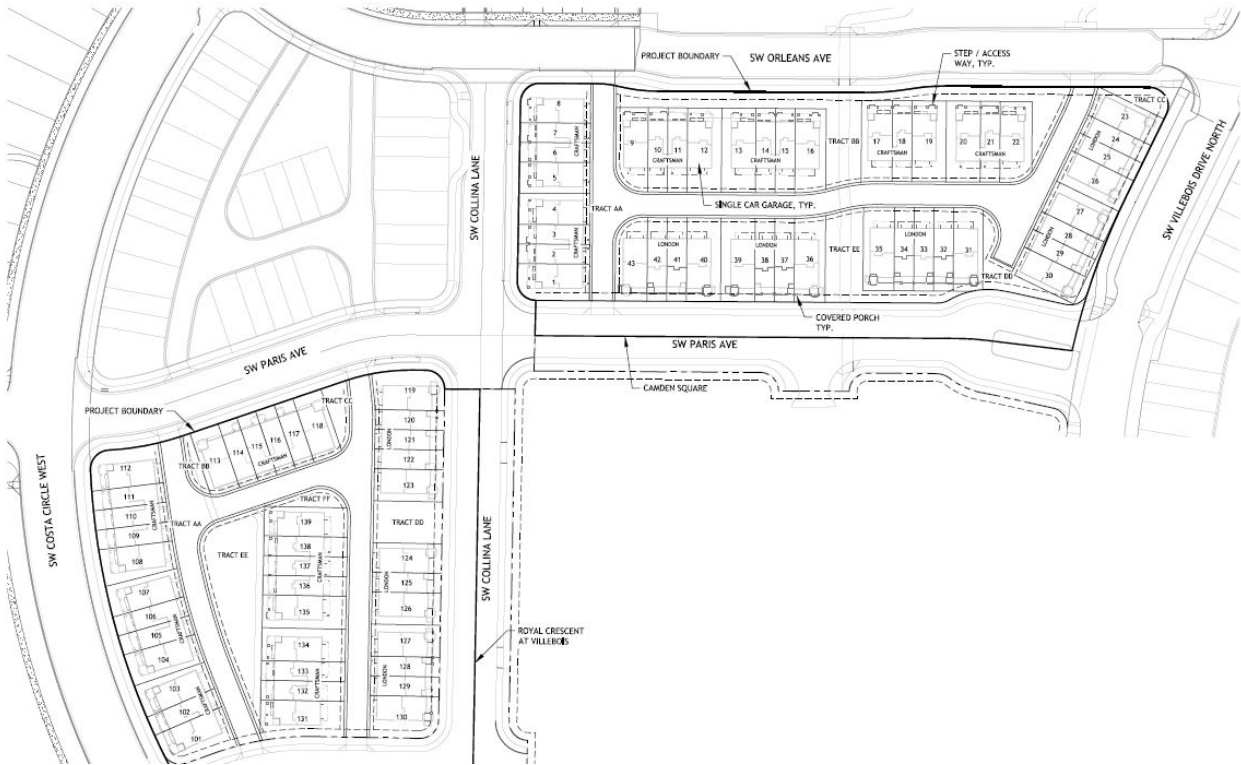 PROJECT BOUNDARY
SW ORLEANS AVE
STEP / ACCESS
WAY, TYP.
TRACT CC
8
7
6
5
CRAFTSMAN
4
3
2
1
CRAFTSMAN
TRACT AA
SW COLLINA LANE
9
10
11
12
CRAFTSMAN
13
14
15
16
CRAFTSMAN
TRACT BB
17
18
19
CRAFTSMAN
20
21
22
CRAFTSMAN
23
24
25
26
LONDON
27
28
29
30
LONDON
SW VILLEBOIS DRIVE NORTH
SINGLE CAR GARAGE, TYP.
LONDON
43
42
41
40
LONDON
39
38
37
36
TRACT EE
LONDON
35
34
33
32
31
TRACT DD
COVERED PORCH
TYP.
SW PARIS AVE
CAMDEN SQUARE
SW PARIS AVE
PROJECT BOUNDARY
SW COSTA CIRCLE WEST
TRACT BB
113
114
115
116
117
118
CRAFTSMAN
TRACT CC
112
111
110
109
108
CRAFTSMAN
TRACT AA
107
106
105
104
CRAFTSMAN
103
102
101
CRAFTSMAN
TRACT EE
TRACT FF
139
138
137
136
135
CRAFTSMAN
134
133
132
131
CRAFTSMAN
119
120
121
122
123
LONDON
TRACT DD
124
125
126
LONDON
127
128
129
130
LONDON
SW COLLINA LANE
ROYAL CRESCENT
AT VILLEBOIS